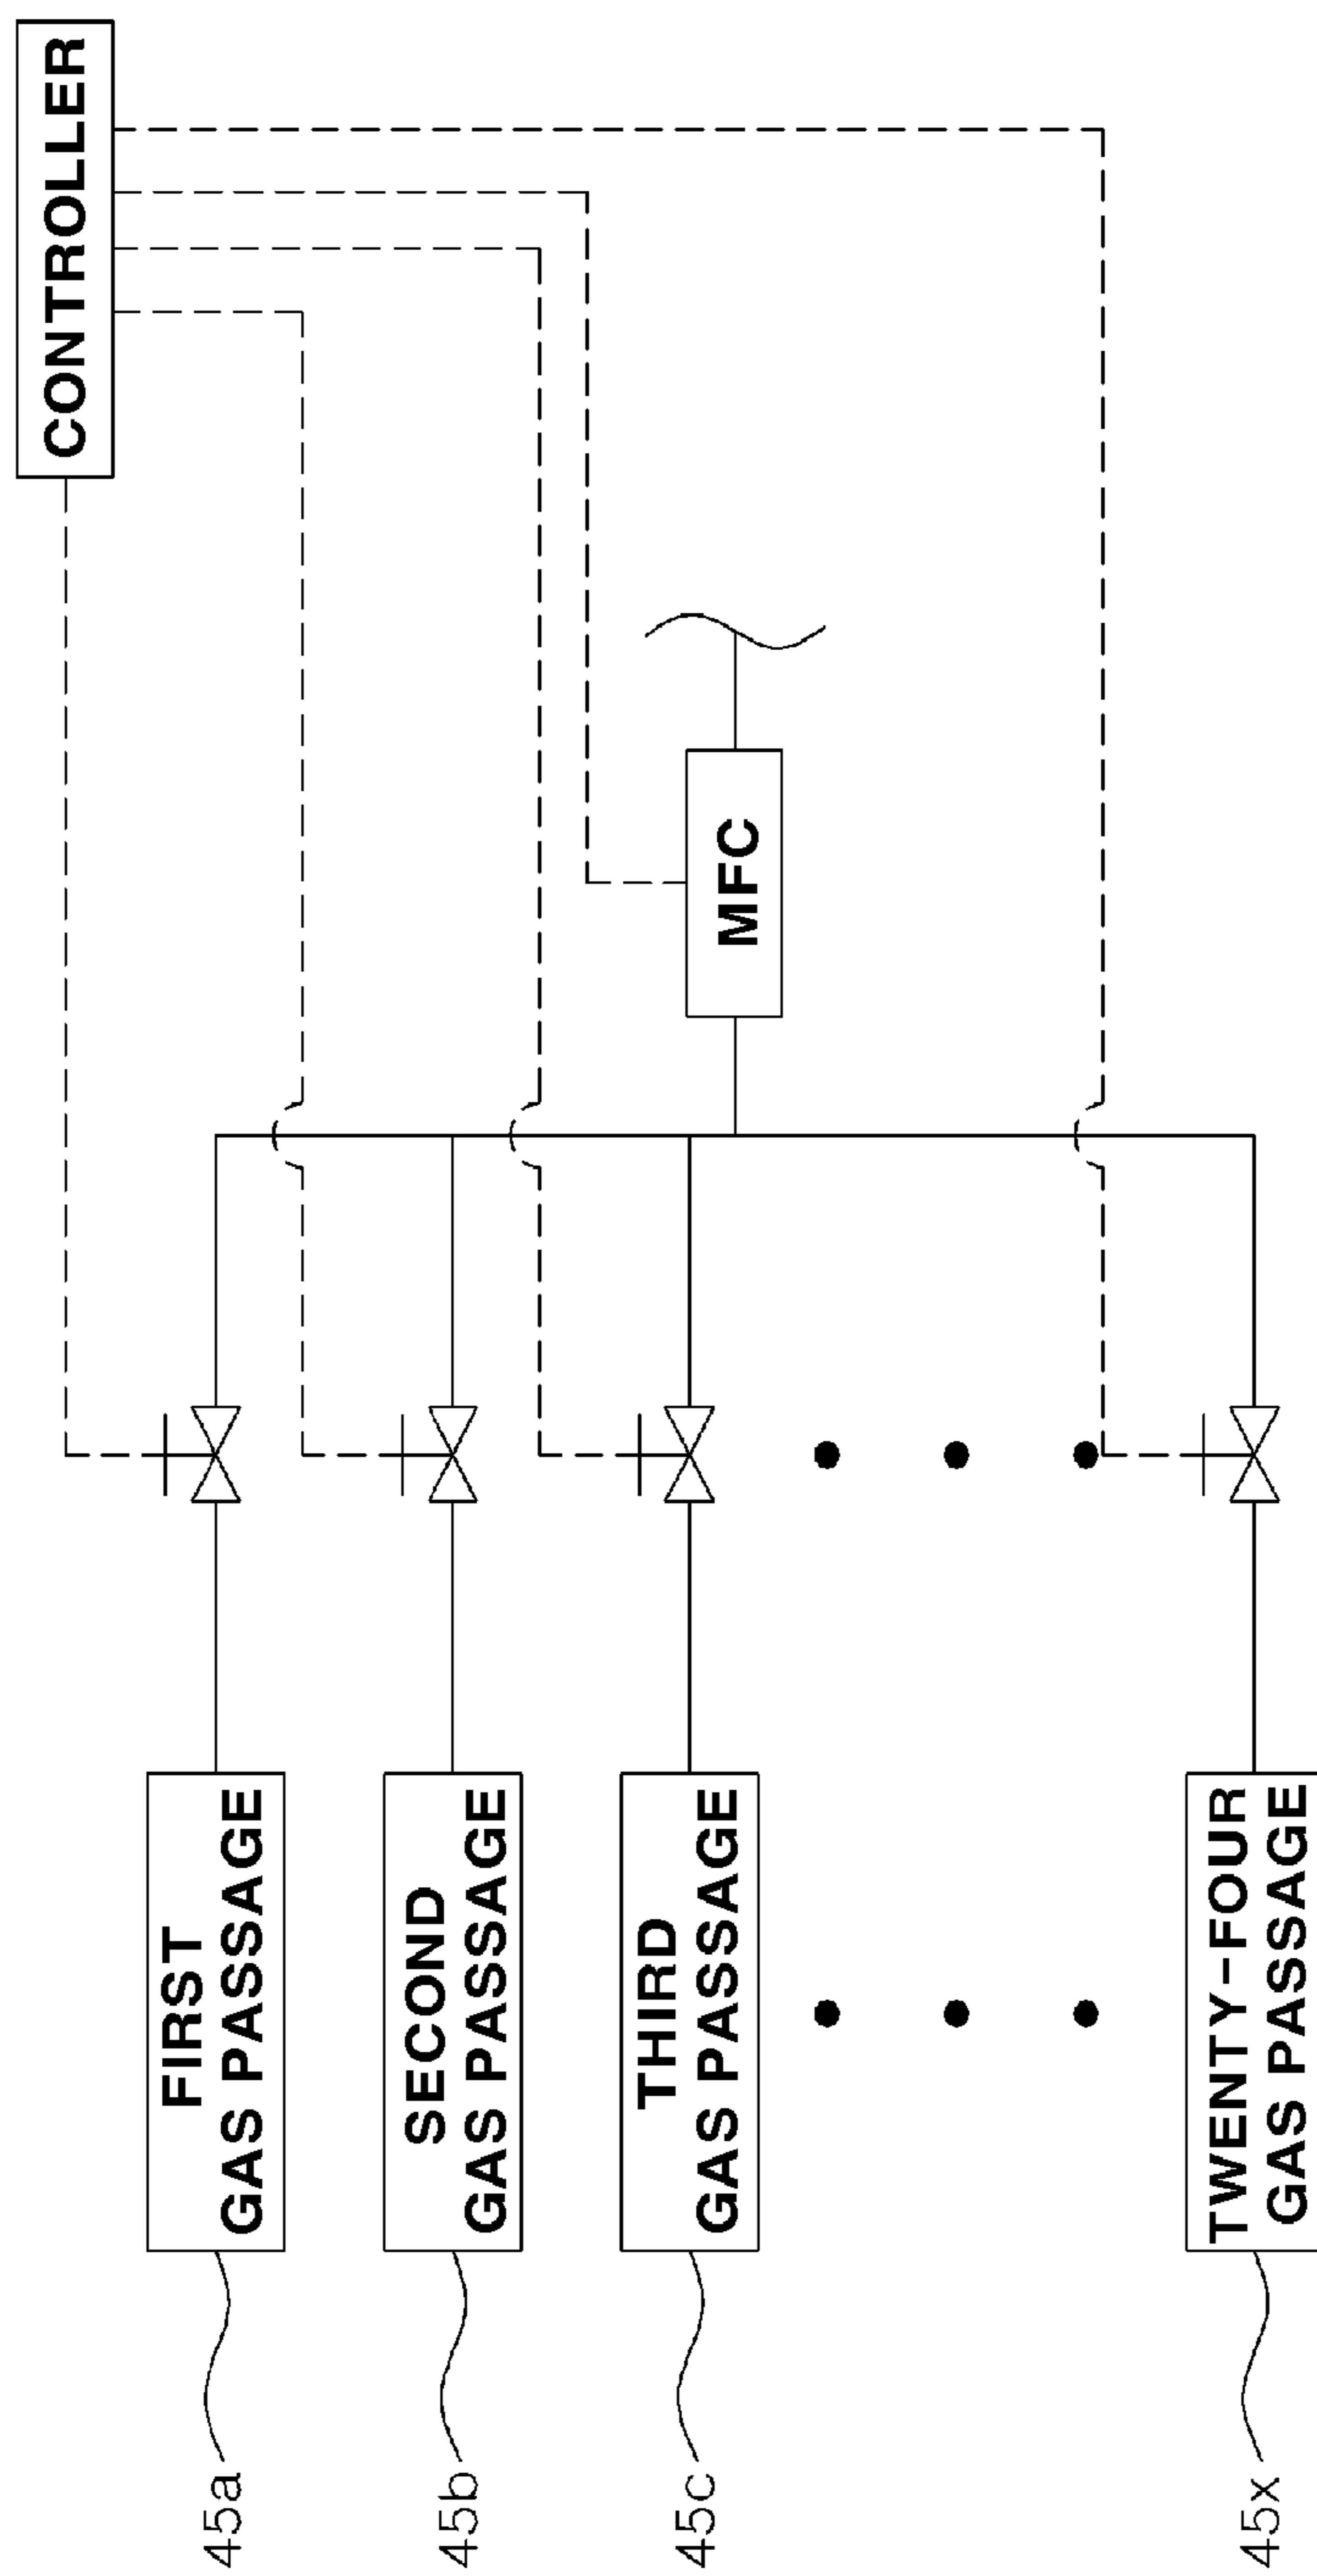 CONTROLLER
MFC
45a
FIRST
GAS PASSAGE
45b
SECOND
GAS PASSAGE
45c
THIRD
GAS PASSAGE
45x
TWENTY-FOUR
GAS PASSAGE